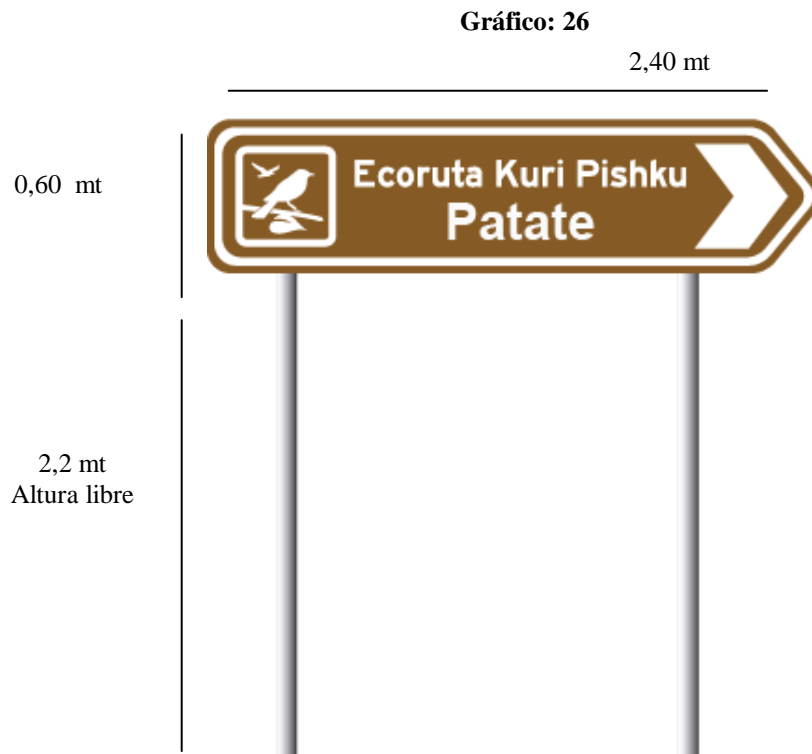 Gráfico: 26
2,40 mt
0,60 mt
Ecoruta Kuri Pishku
Patate
2,2 mt
Altura libre